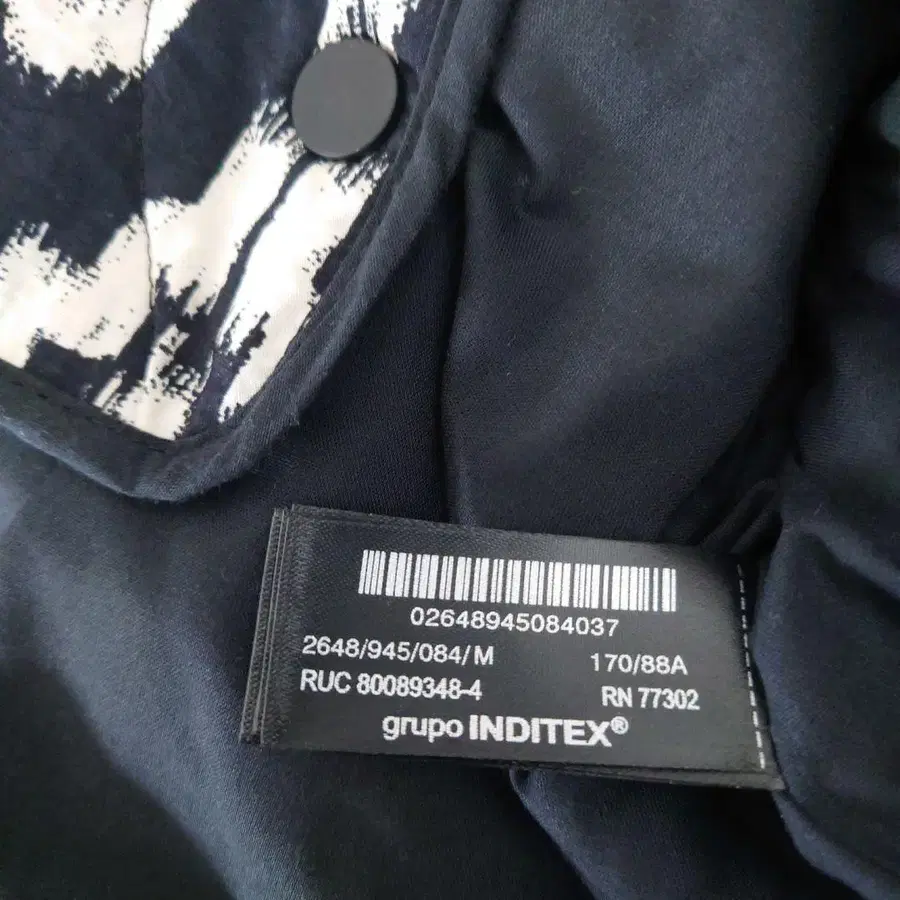 02648945084037
2648/945/084/M 170/88A
RUC 80089348-4 RN 77302
grupo INDITEX®